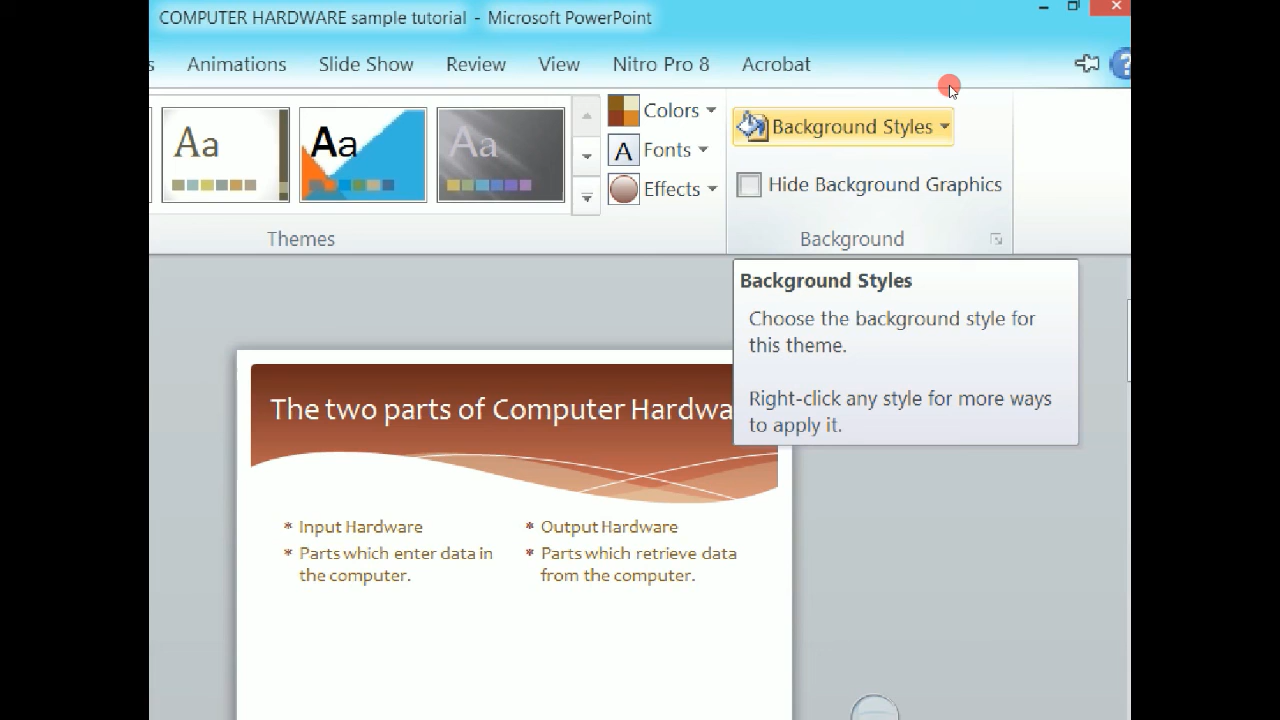 COMPUTER HARDWARE sample tutorial - Microsoft PowerPoint
s Animations Slide Show Review View Nitro Pro 8 Acrobat ?
Aa Aa Aa
Colors
A Fonts
Effects
Background Styles
Hide Background Graphics
Themes
Background
Background Styles
Choose the background style for
this theme.
Right-click any style for more ways
to apply it.
The two parts of Computer Hardwa
* Input Hardware
* Parts which enter data in
the computer.
* Output Hardware
* Parts which retrieve data
from the computer.